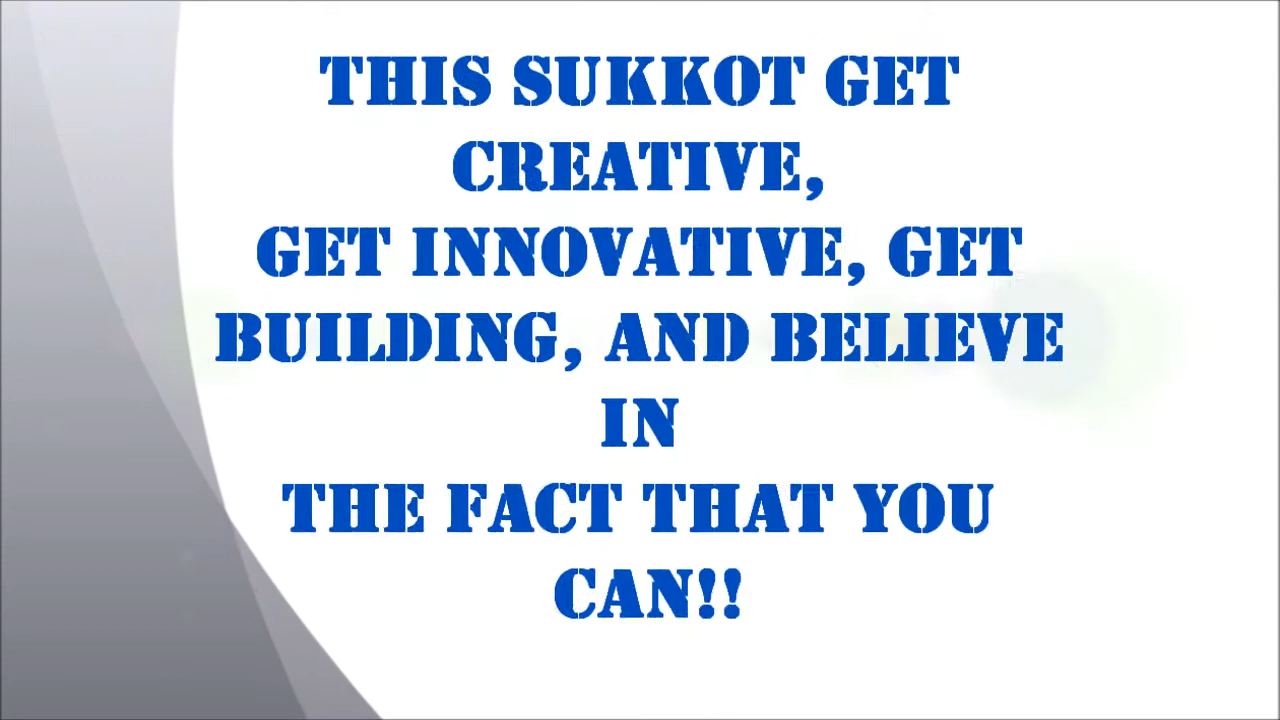 THIS SUKKOT GET
CREATIVE,
GET INNOVATIVE, GET
BUILDING, AND BELIEVE
IN
THE FACT THAT YOU
CAN!!